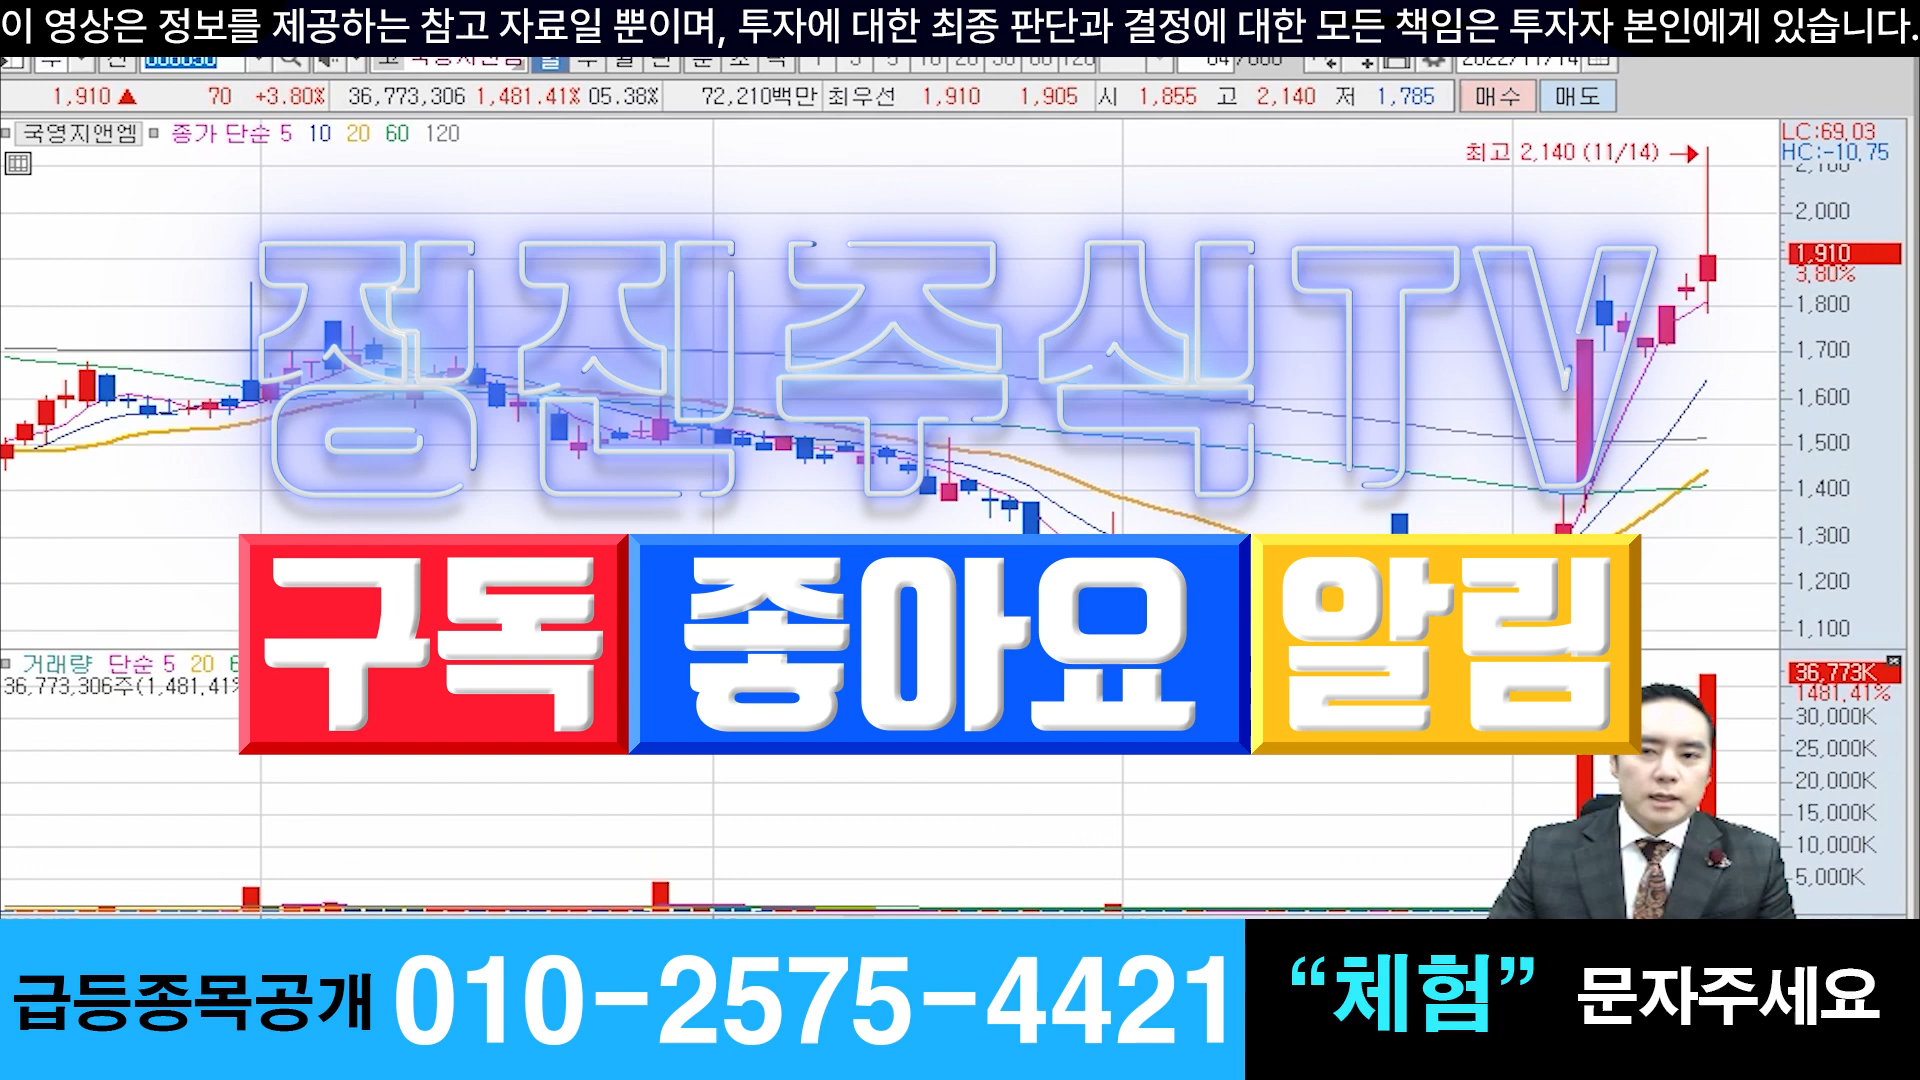 이 영상은 정보를 제공하는 참고 자료일 뿐이며, 투자에 대한 최종 판단과 결정에 대한 모든 책임은 투자자 본인에게 있습니다.
2022/11/14
1,910 ▲ 70 +3.80% 36,773,306 1,481.41% 05.38% 72,210백만 최우선 1,910 1,905 시 1,855 고 2,140 저 1,785 매수 매도
국영지앤엠 종가 단순 5 10 20 60 120
LC:69.03
HC:-10.75
최고 2,140 (11/14)
2,100
2,000
1,910
3.80%
1,800
1,700
1,600
1,500
1,400
1,300
1,200
1,100
정진주식TV
구독 좋아요 알림
거래량 단순 5 20 6
36,773,306주(1,481.41%
36,773K
1481.41%
30,000K
25,000K
20,000K
15,000K
10,000K
5,000K
급등종목공개 010-2575-4421 “체험” 문자주세요